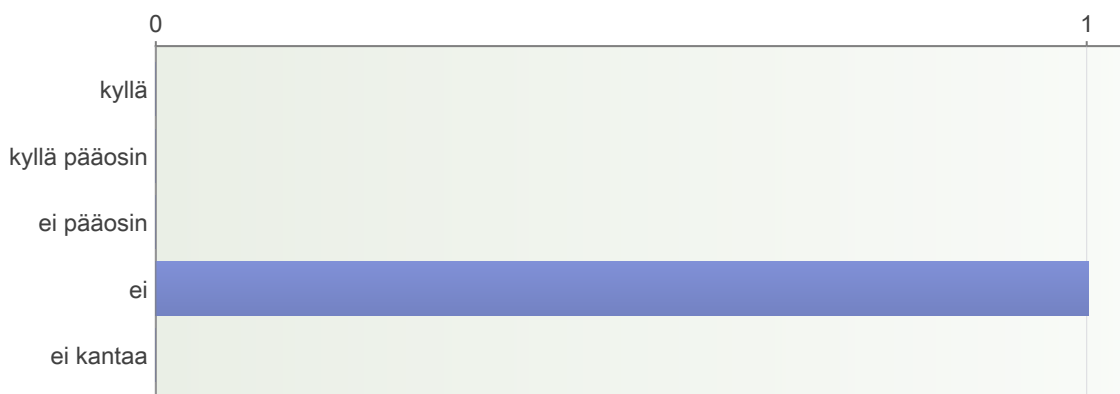 0 1
kyllä
kyllä pääosin
ei pääosin
ei
ei kantaa